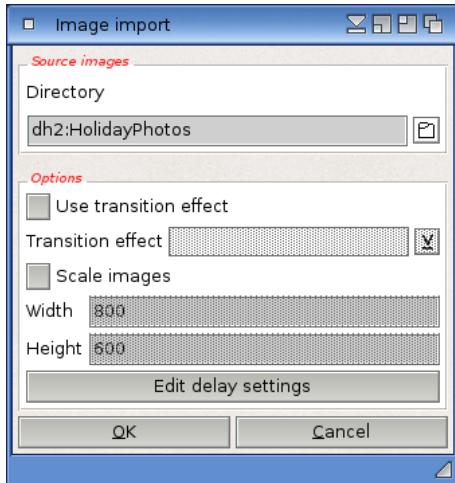 Image import
Source images
Directory
dh2:HolidayPhotos
Options
Use transition effect
Transition effect
Scale images
Width 800
Height 600
Edit delay settings
OK Cancel